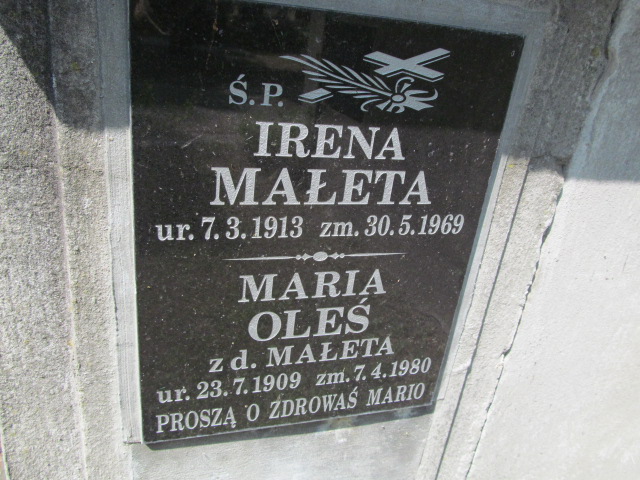 Ś.P.
IRENA
MAŁETA
ur. 7.3.1913 zm. 30.5.1969
MARIA
OLEŚ
z d. MAŁETA
ur. 23.7.1909 zm. 7.4.1980
PROSZĄ O ZDROWAŚ MARIO